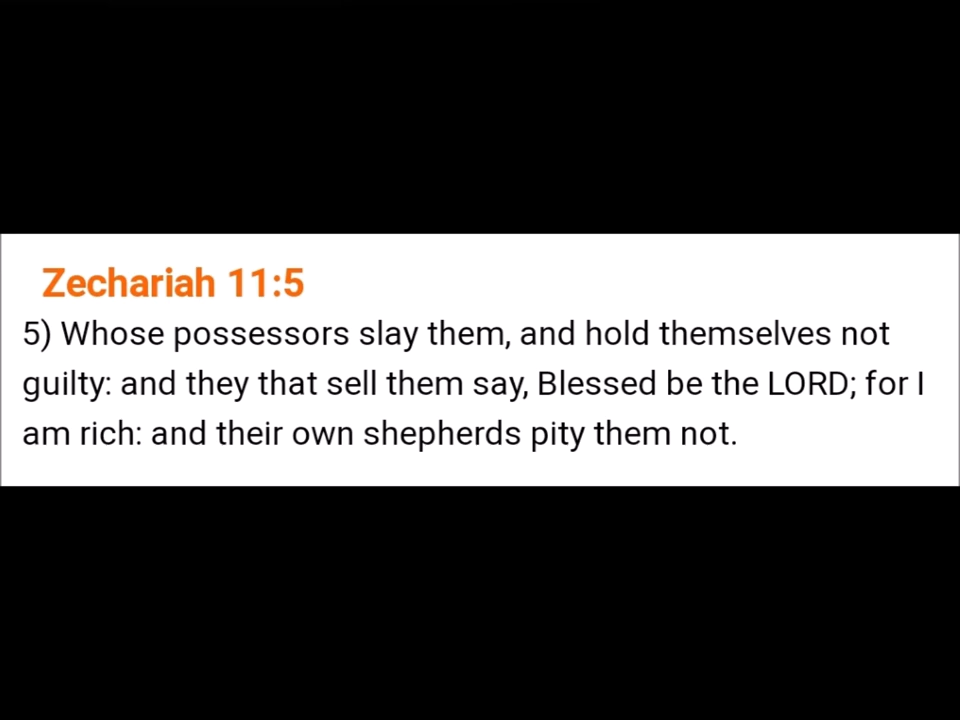 Zechariah 11:5
5) Whose possessors slay them, and hold themselves not
guilty: and they that sell them say, Blessed be the LORD; for I
am rich: and their own shepherds pity them not.